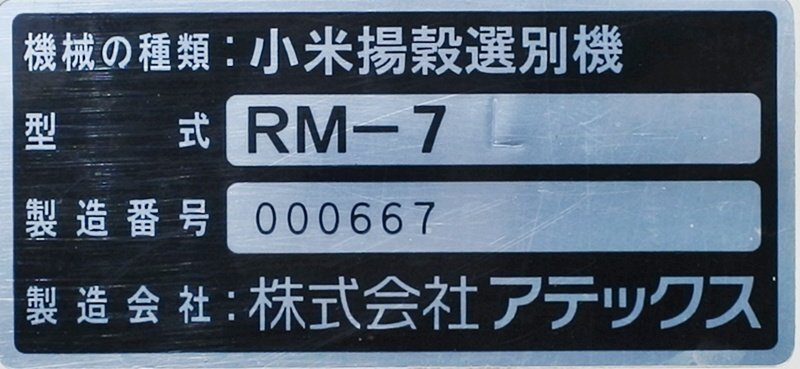 機械の種類：小米揚穀選別機
型式 RM－7 L
製造番号 000667
製造会社：株式会社アテックス